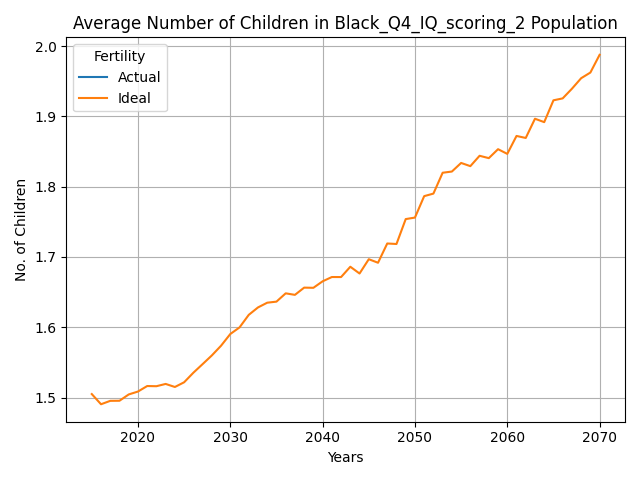 Average Number of Children in Black_Q4_IQ_scoring_2 Population
Fertility
Actual
Ideal
No. of Children
2.0
1.9
1.8
1.7
1.6
1.5
2020 2030 2040 2050 2060 2070
Years